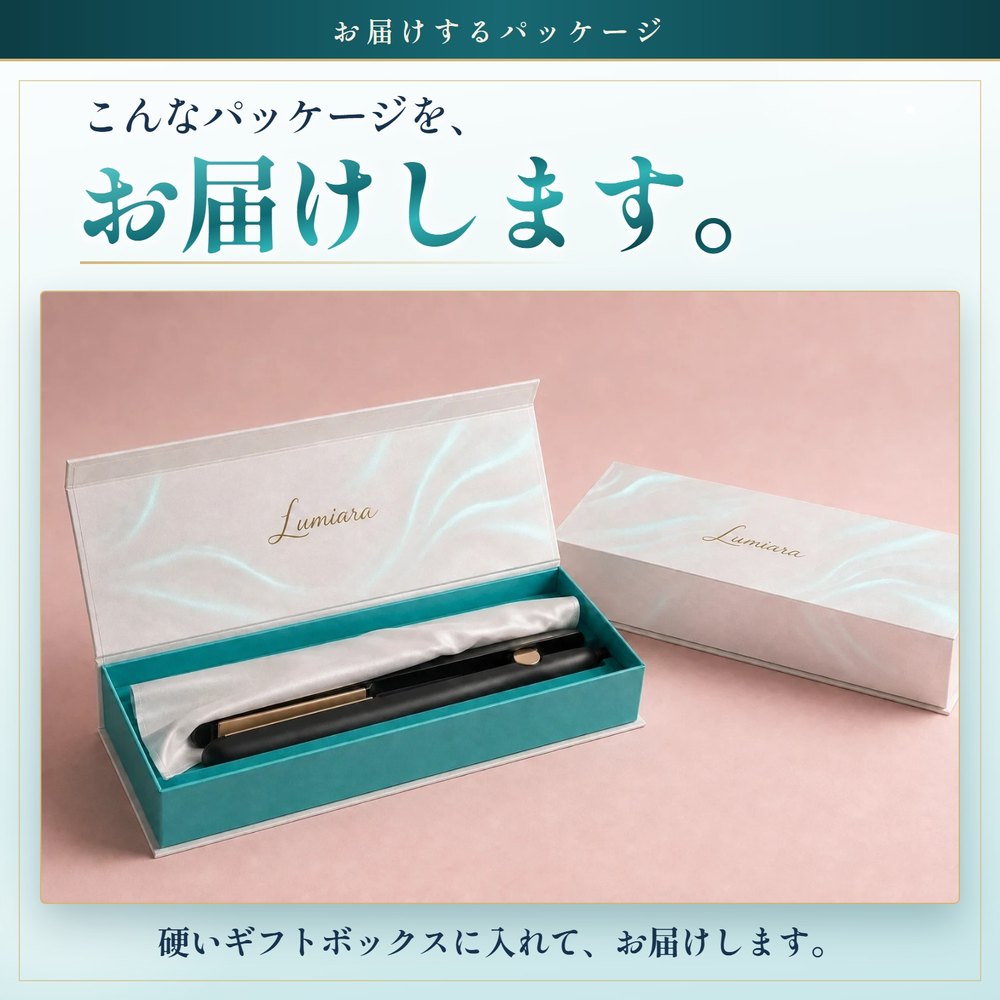 お届けするパッケージ
こんなパッケージを、
お届けします。
Lumiara
Lumiara
硬いギフトボックスに入れて、お届けします。